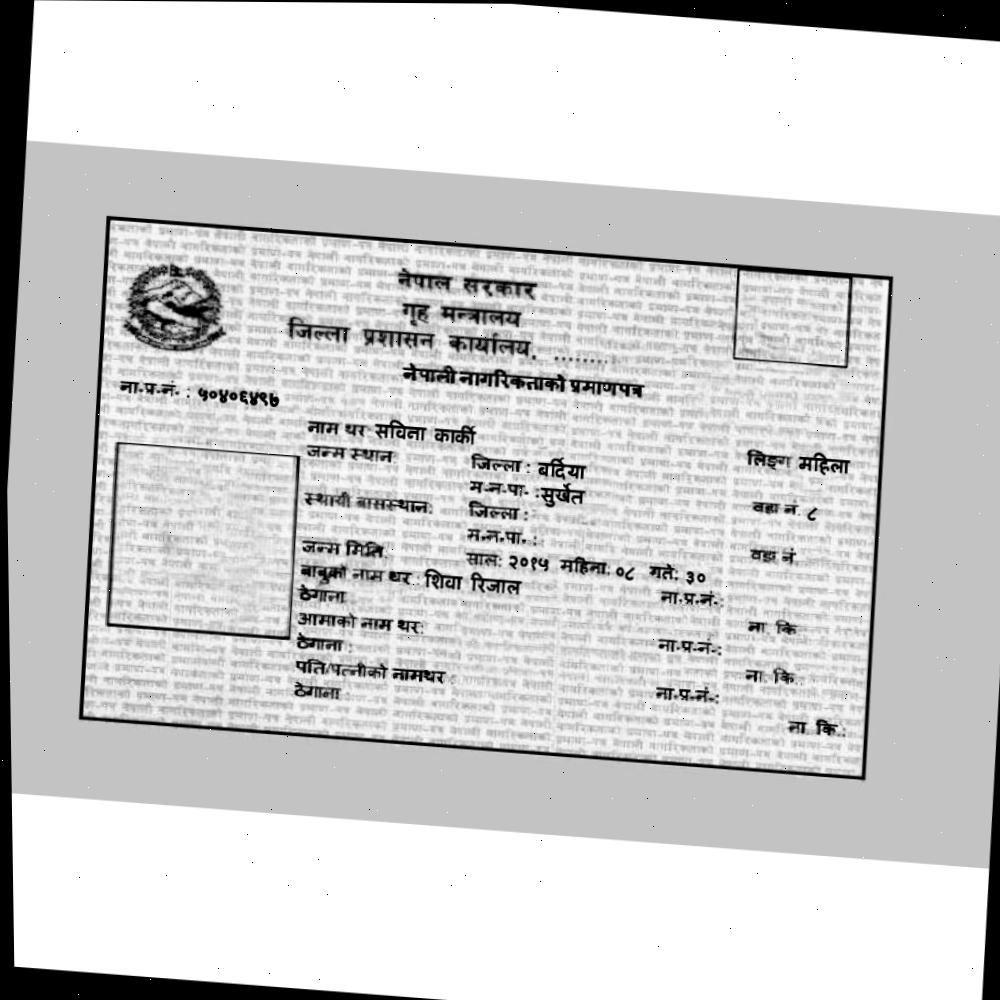 नेपाल सरकार
गृह मन्त्रालय
जिल्ला प्रशासन कार्यालय, ........
नेपाली नागरिकताको प्रमाणपत्र
ना.प्र.नं. : ५०४०६४९७
नाम थर: सविना कार्की लिङ्ग महिला
जन्म स्थान: जिल्ला : बर्दिया
म.न.पा. :सुर्खेत वडा नं. ८
स्थायी बासस्थान: जिल्ला :
म.न.पा. : वडा नं.
जन्म मिति: साल: २०१५ महिना: ०८ गते: ३०
बाबुको नाम थर : शिवा रिजाल ना.प्र.नं.:
ठेगाना : ना. कि.:
आमाको नाम थर: ना.प्र.नं.:
ठेगाना : ना. कि.:
पति/पत्नीको नामथर : ना.प्र.नं.:
ठेगाना : ना. कि.: